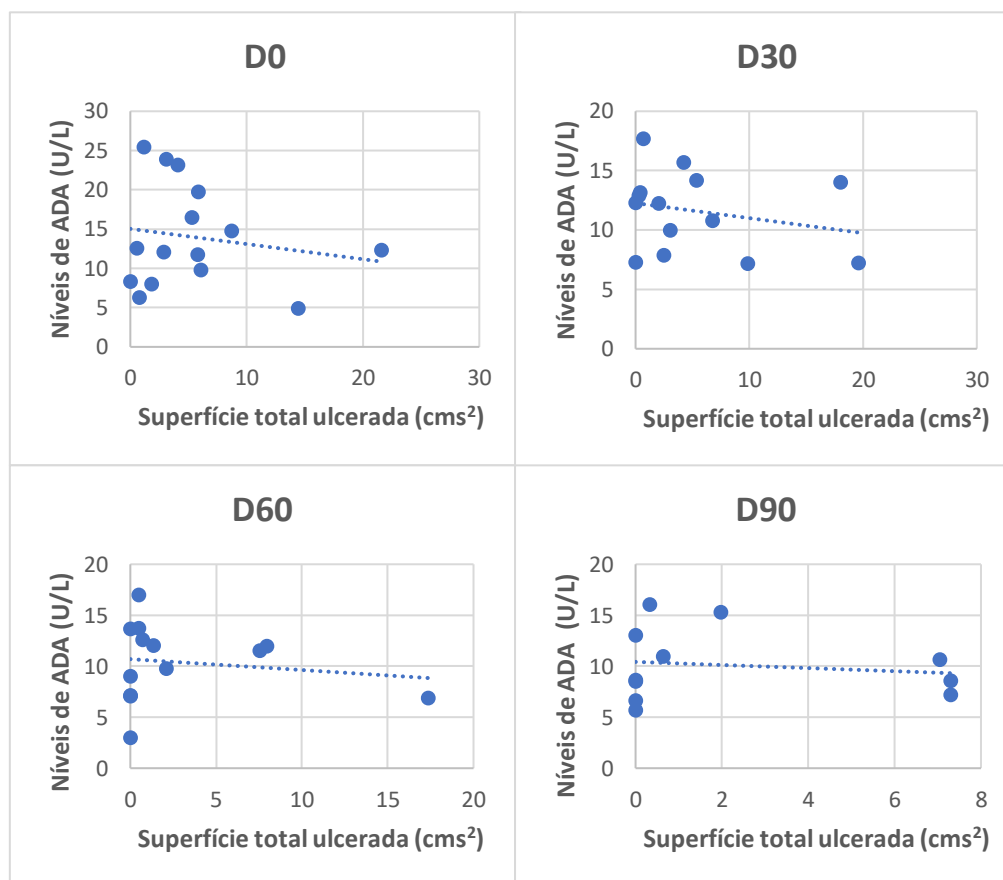 D0
Níveis de ADA (U/L)
30
25
20
15
10
5
0
0 10 20 30
Superfície total ulcerada (cms²)
D30
Níveis de ADA (U/L)
20
15
10
5
0
0 10 20 30
Superfície total ulcerada (cms²)
D60
Níveis de ADA (U/L)
20
15
10
5
0
0 5 10 15 20
Superfície total ulcerada (cms²)
D90
Níveis de ADA (U/L)
20
15
10
5
0
0 2 4 6 8
Superfície total ulcerada (cms²)